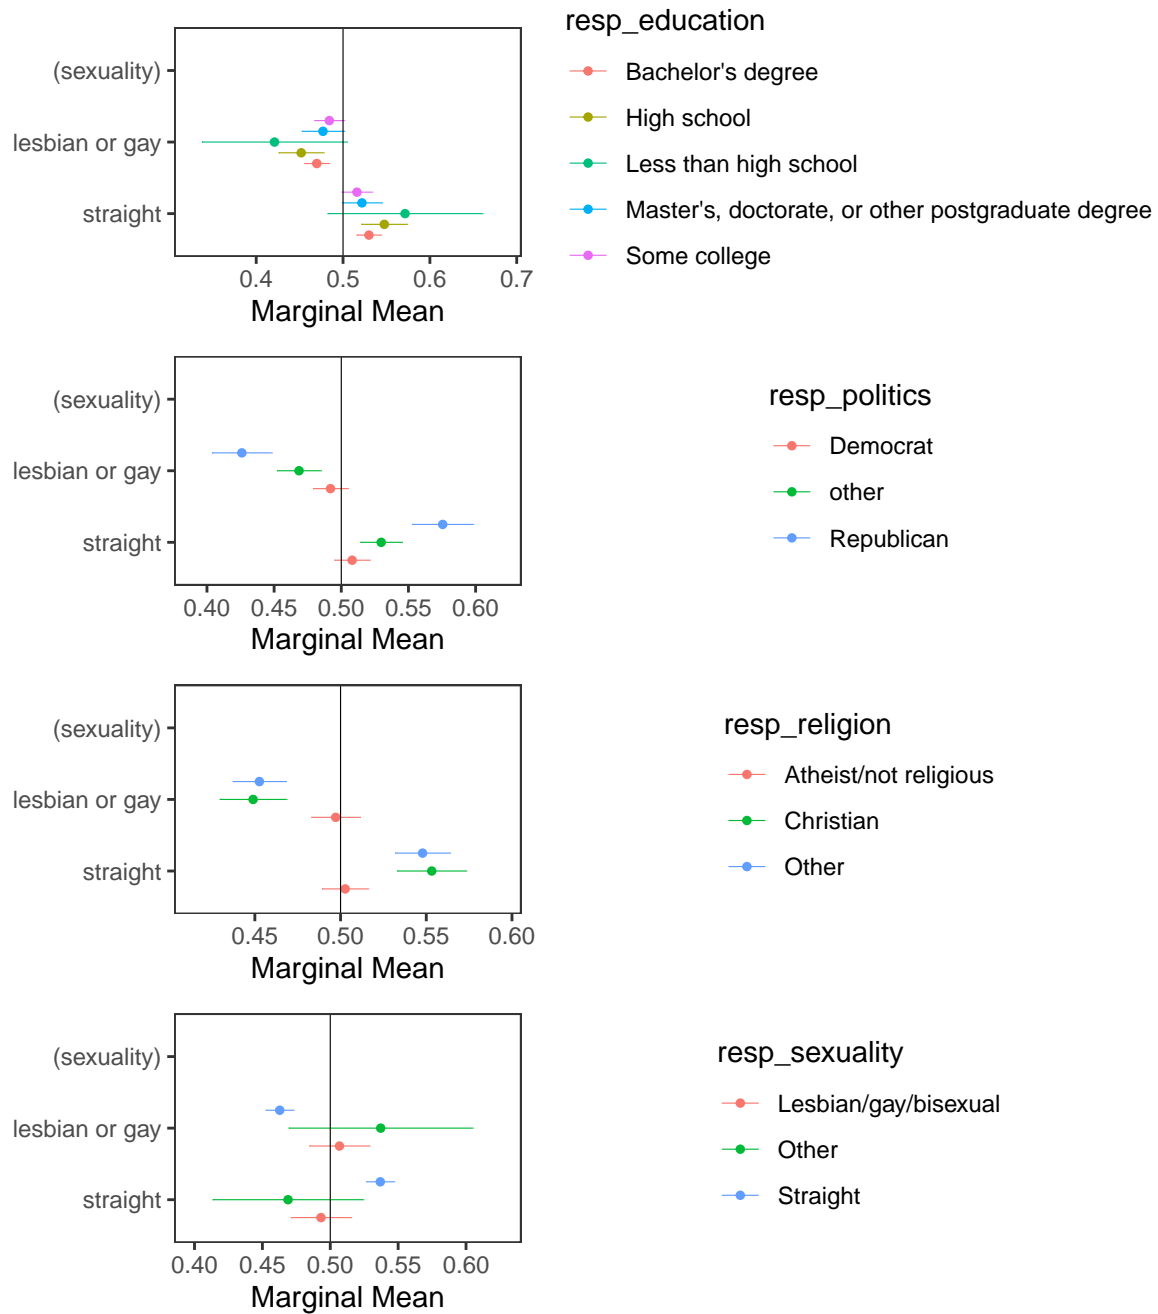 resp_education
(sexuality)
Bachelor's degree
High school
lesbian or gay
Less than high school
straight
Master's, doctorate, or other postgraduate degree
Some college
0.4 0.5 0.6 0.7
Marginal Mean
(sexuality)
resp_politics
Democrat
lesbian or gay
other
straight
Republican
0.40 0.45 0.50 0.55 0.60
Marginal Mean
(sexuality)
resp_religion
Atheist/not religious
lesbian or gay
Christian
straight
Other
0.45 0.50 0.55 0.60
Marginal Mean
(sexuality)
resp_sexuality
Lesbian/gay/bisexual
lesbian or gay
Other
straight
Straight
0.40 0.45 0.50 0.55 0.60
Marginal Mean